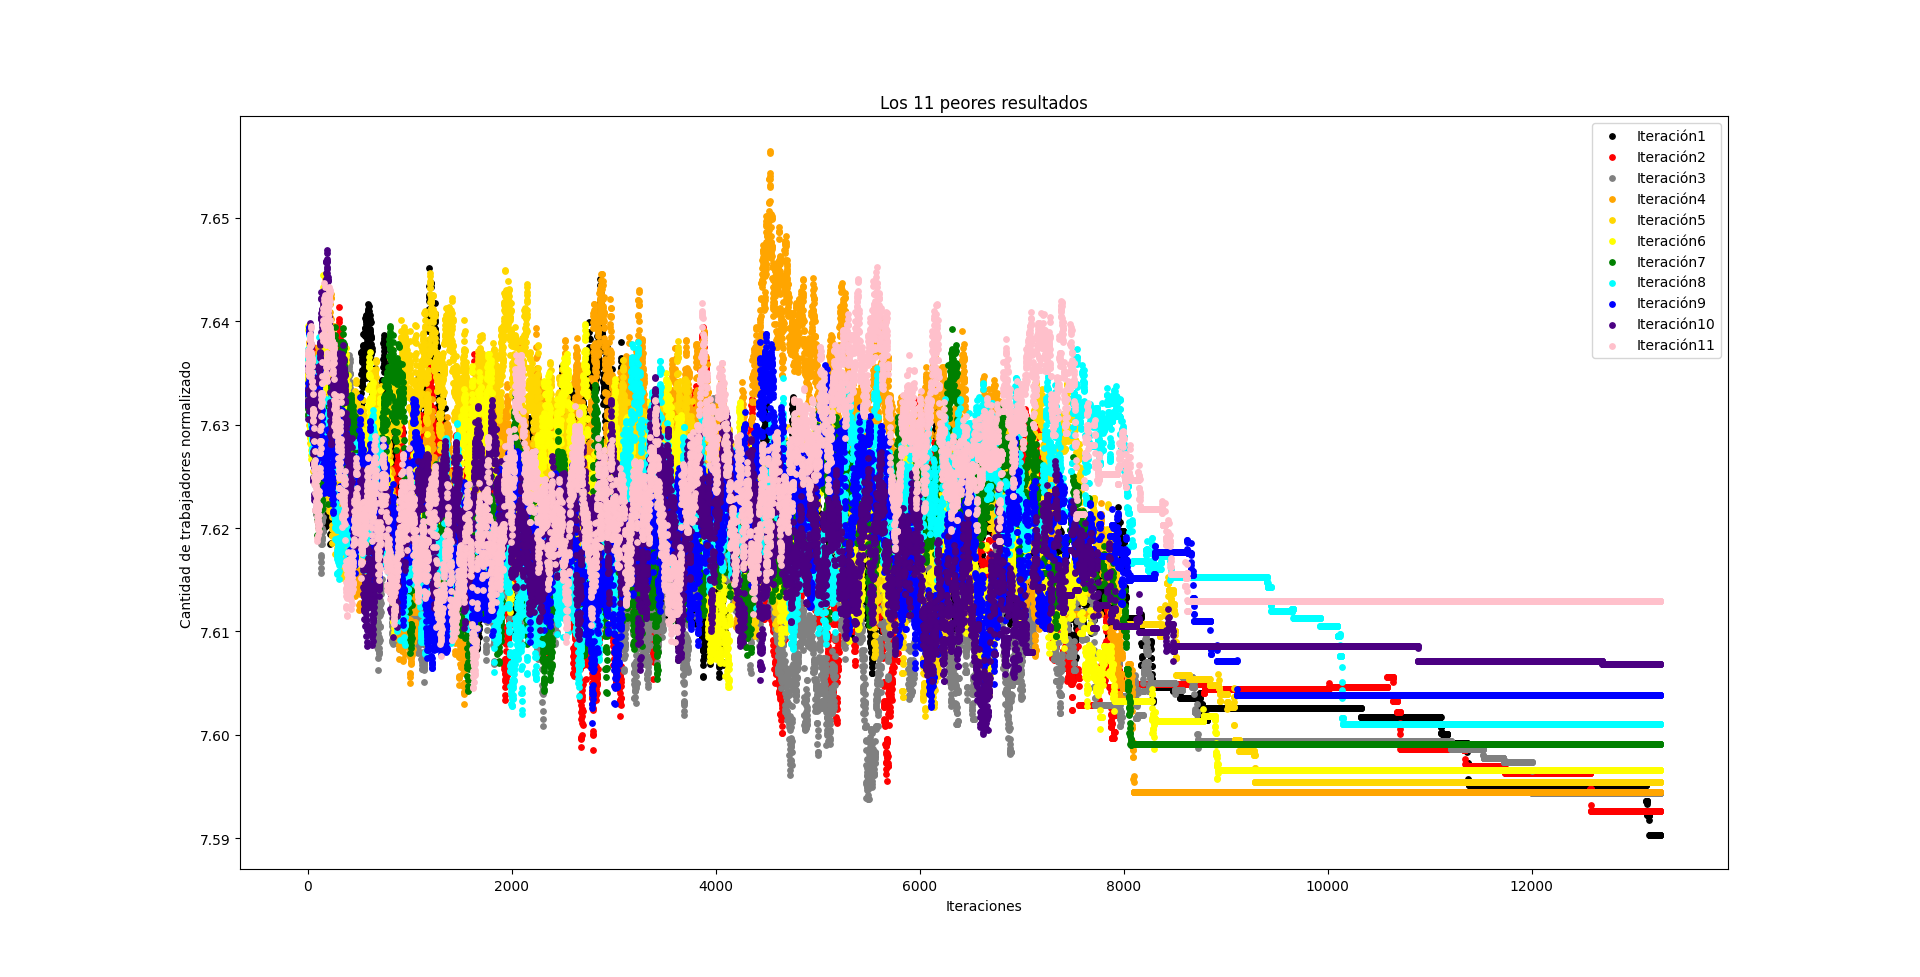 Los 11 peores resultados
Cantidad de trabajadores normalizado
7.65
7.64
7.63
7.62
7.61
7.60
7.59
0
2000
4000
6000
8000
10000
12000
Iteraciones
Iteración1
Iteración2
Iteración3
Iteración4
Iteración5
Iteración6
Iteración7
Iteración8
Iteración9
Iteración10
Iteración11